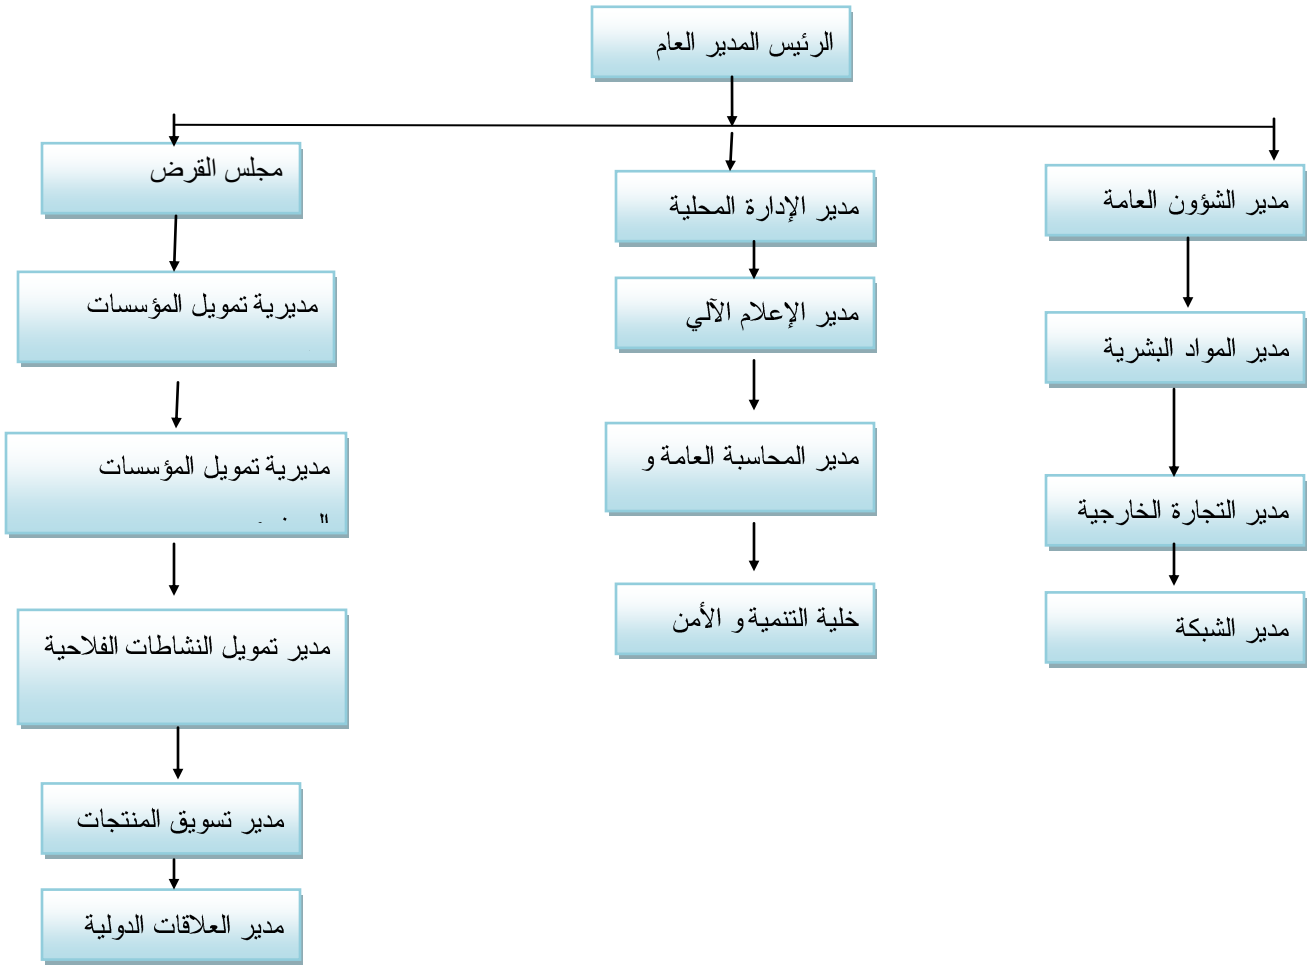 الرئيس المدير العام
مدير الشؤون العامة
مدير المواد البشرية
مدير التجارة الخارجية
مدير الشبكة
مدير الإدارة المحلية
مدير الإعلام الآلي
مدير المحاسبة العامة و
خلية التنمية و الأمن
مجلس القرض
مديرية تمويل المؤسسات
مديرية تمويل المؤسسات
مدير تمويل النشاطات الفلاحية
مدير تسويق المنتجات
مدير العلاقات الدولية